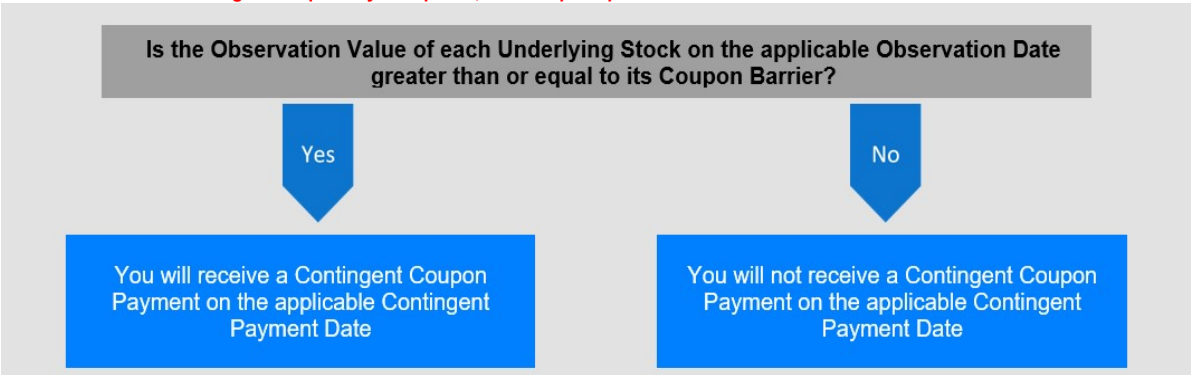 Is the Observation Value of each Underlying Stock on the applicable Observation Date
greater than or equal to its Coupon Barrier?
Yes
No
You will receive a Contingent Coupon
Payment on the applicable Contingent
Payment Date
You will not receive a Contingent Coupon
Payment on the applicable Contingent
Payment Date